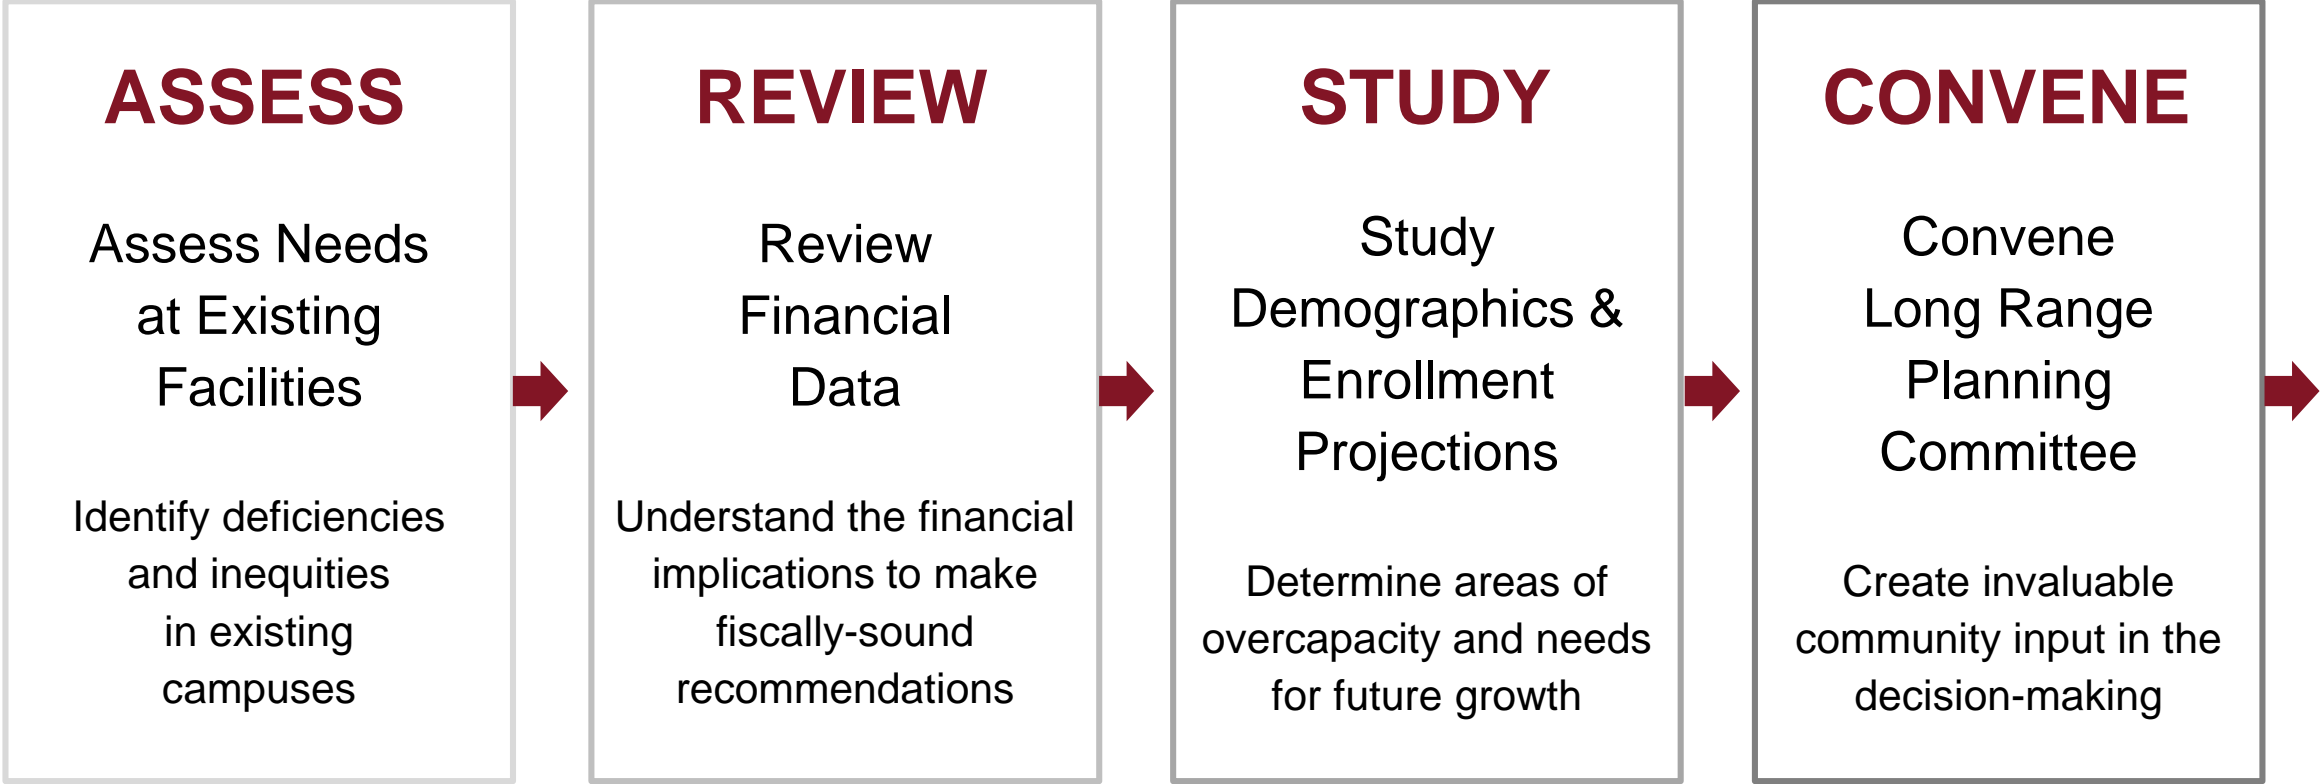 ASSESS
Assess Needs
at Existing
Facilities
Identify deficiencies
and inequities
in existing
campuses
REVIEW
Review
Financial
Data
Understand the financial
implications to make
fiscally-sound
recommendations
STUDY
Study
Demographics &
Enrollment
Projections
Determine areas of
overcapacity and needs
for future growth
CONVENE
Convene
Long Range
Planning
Committee
Create invaluable
community input in the
decision-making